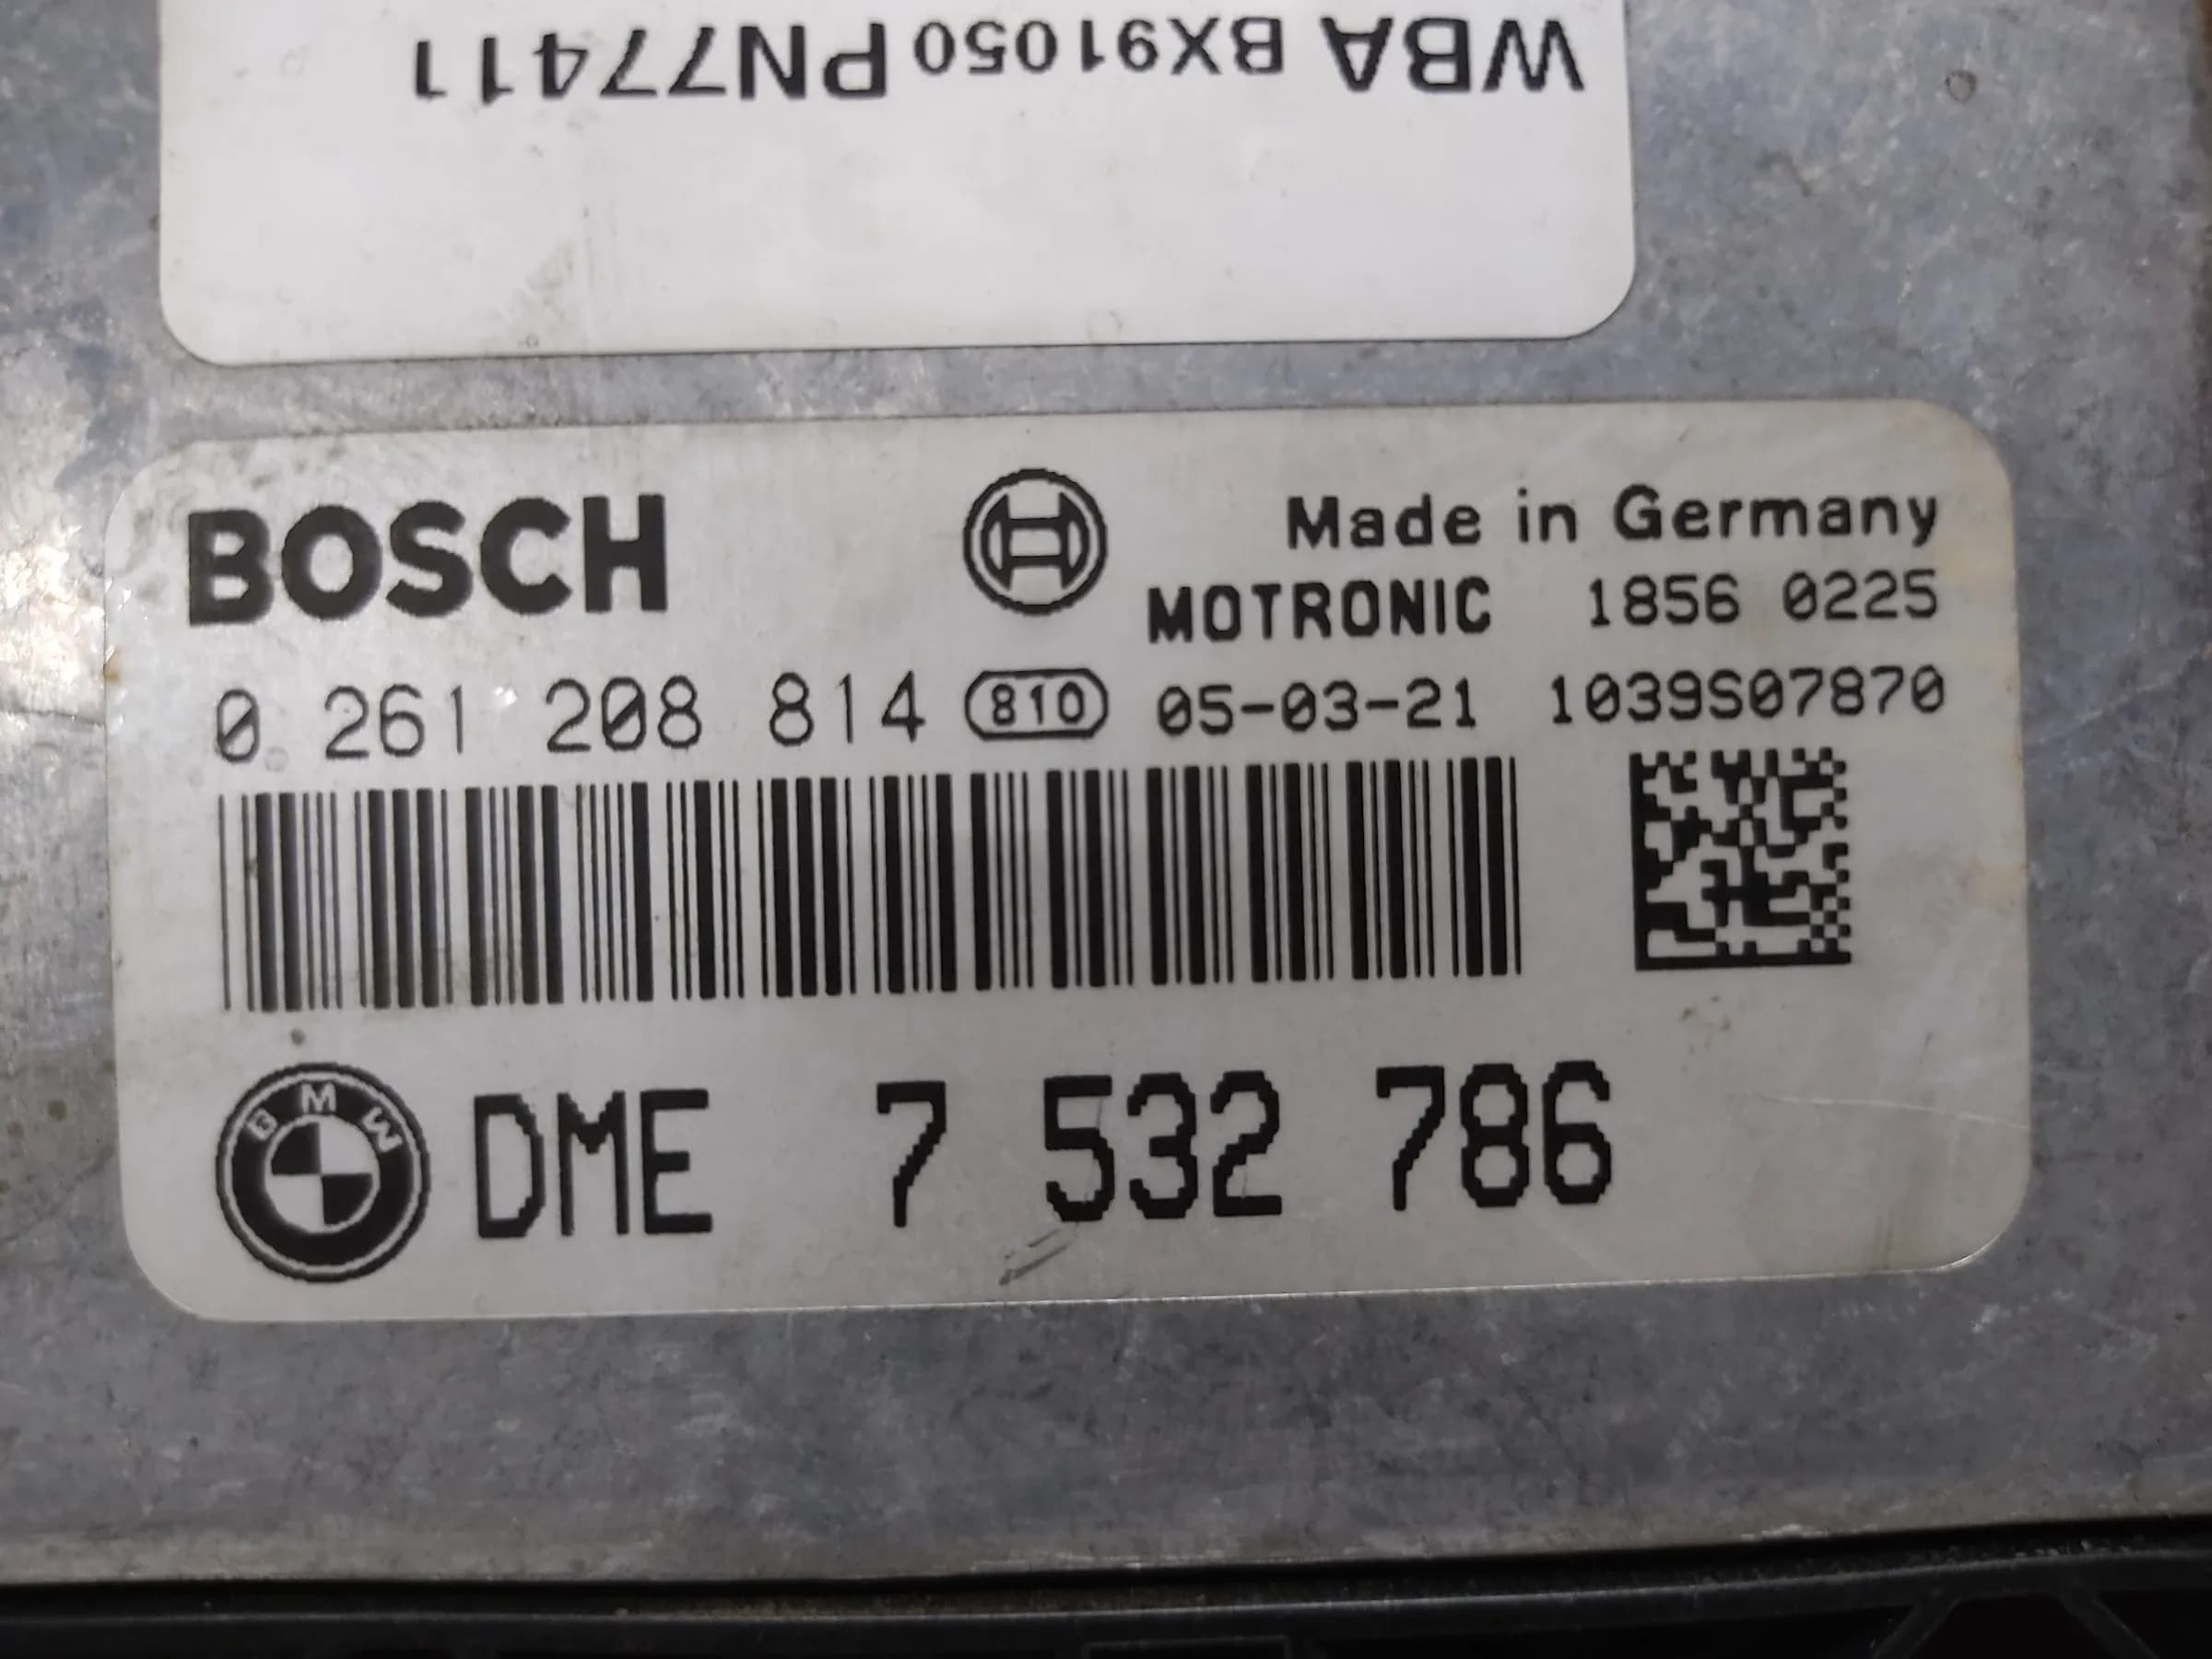 WBA BX91050 PN77411
BOSCH
Made in Germany
MOTRONIC 1856 0225
0 261 208 814 810 05-03-21 1039S07870
BMW DME 7 532 786